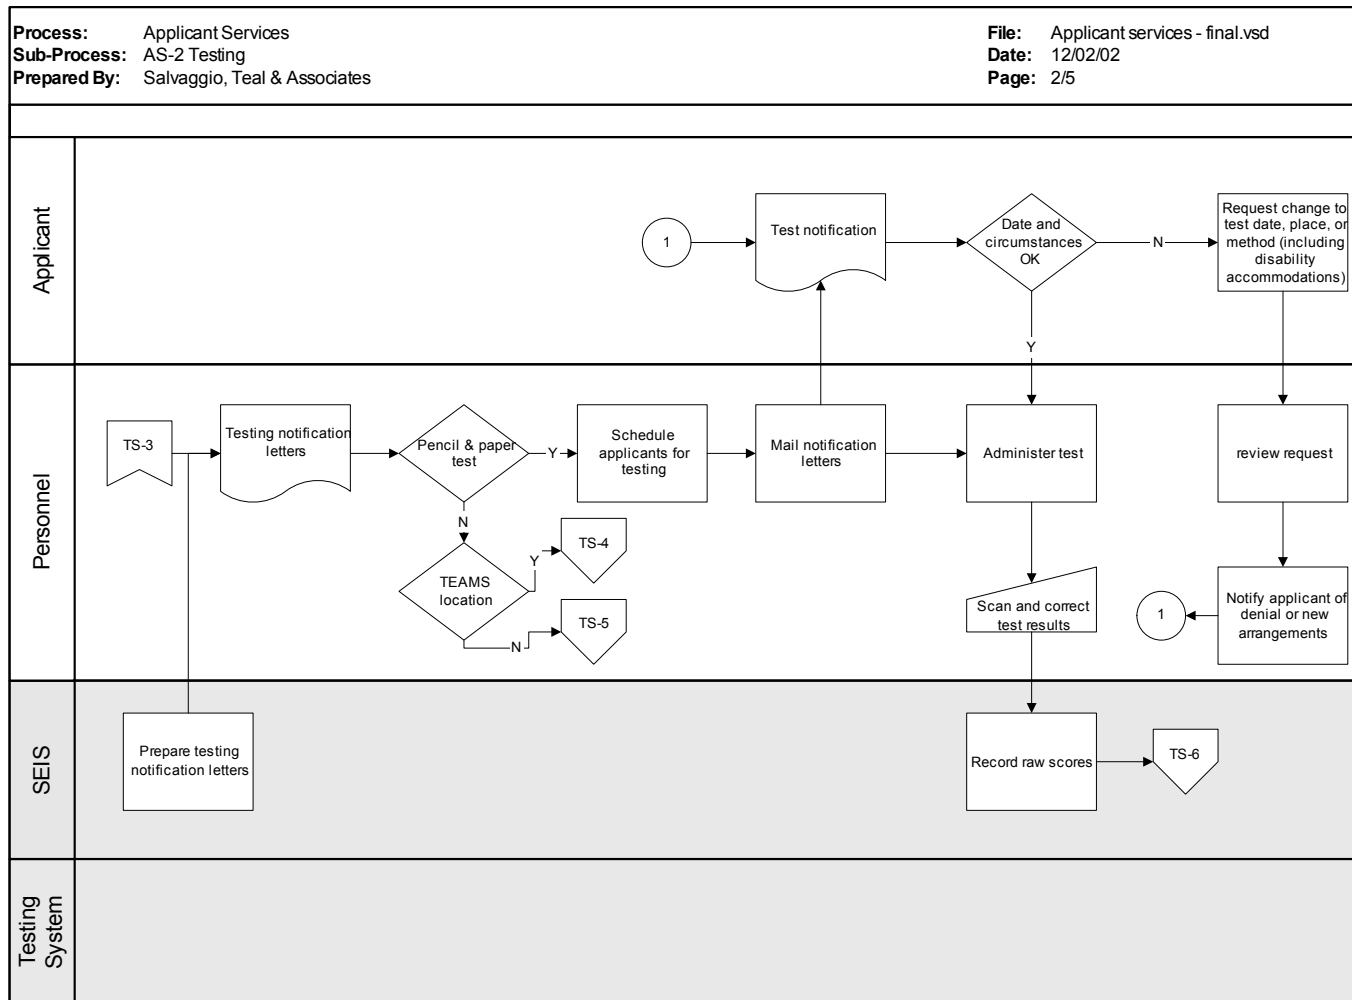 Process: Applicant Services
Sub-Process: AS-2 Testing
Prepared By: Salvaggio, Teal & Associates
File: Applicant services - final.vsd
Date: 12/02/02
Page: 2/5
Applicant
1
Test notification
Date and
circumstances
OK
N
Request change to
test date, place, or
method (including
disability
accommodations)
Y
Personnel
TS-3
Testing notification
letters
Pencil & paper
test
Y
Schedule
applicants for
testing
Mail notification
letters
Administer test
review request
N
TEAMS
location
Y
TS-4
N
TS-5
Scan and correct
test results
1
Notify applicant of
denial or new
arrangements
SEIS
Prepare testing
notification letters
Record raw scores
TS-6
Testing
System